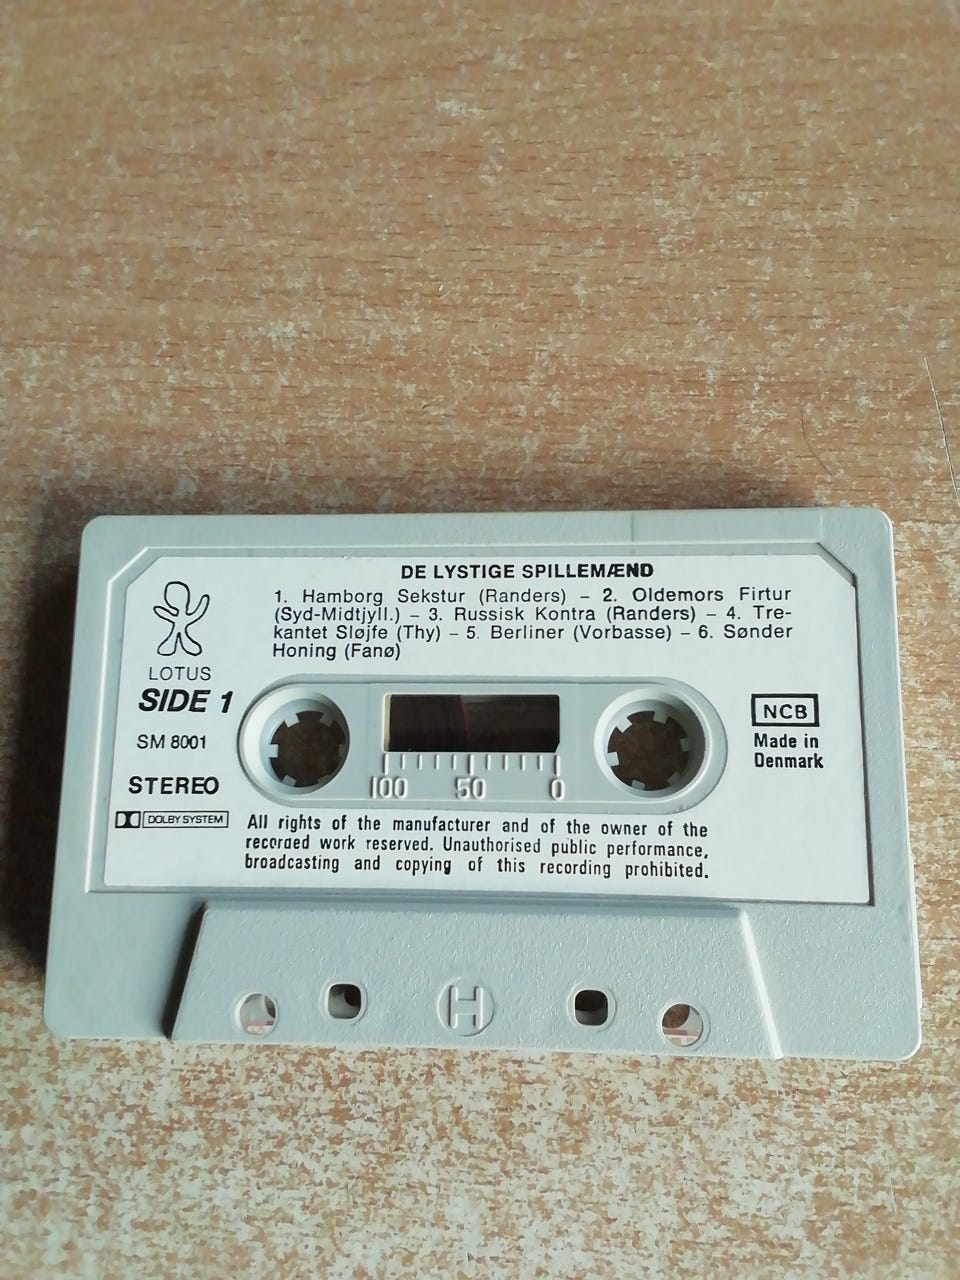 DE LYSTIGE SPILLEMÆND
1. Hamborg Sekstur (Randers) – 2. Oldemors Firtur
(Syd-Midtjyll.) – 3. Russisk Kontra (Randers) – 4. Tre-
kantet Sløjfe (Thy) – 5. Berliner (Vorbasse) – 6. Sønder
Honing (Fanø)
LOTUS
SIDE 1
SM 8001
STEREO
DOLBY SYSTEM
NCB
Made in
Denmark
100 50 0
All rights of the manufacturer and of the owner of the
recorded work reserved. Unauthorised public performance,
broadcasting and copying of this recording prohibited.
H